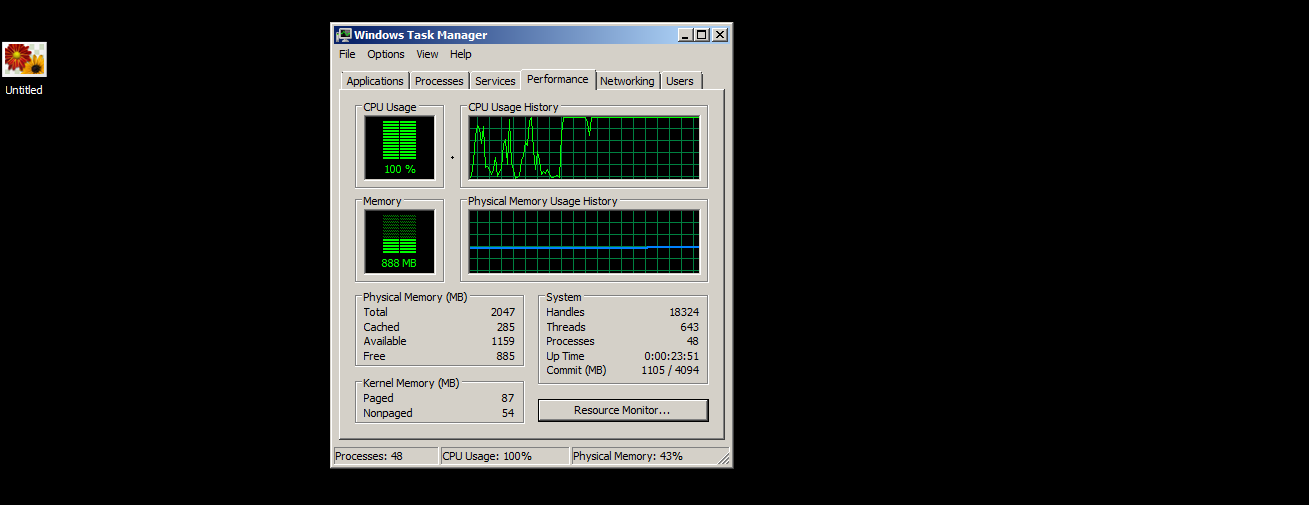 Untitled
Windows Task Manager
File Options View Help
Applications Processes Services Performance Networking Users
CPU Usage
100 %
CPU Usage History
Memory
888 MB
Physical Memory Usage History
Physical Memory (MB)
Total 2047
Cached 285
Available 1159
Free 885
Kernel Memory (MB)
Paged 87
Nonpaged 54
System
Handles 18324
Threads 643
Processes 48
Up Time 0:00:23:51
Commit (MB) 1105 / 4094
Resource Monitor...
Processes: 48 CPU Usage: 100% Physical Memory: 43%